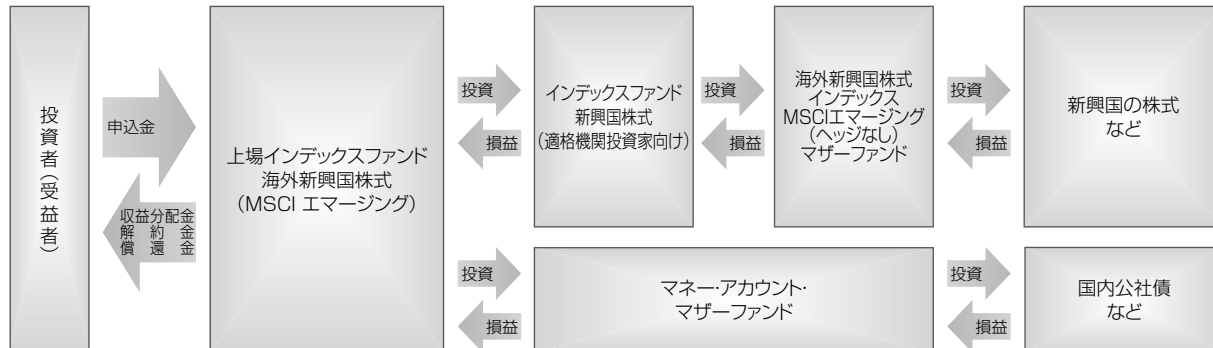 投資者(受益者)
申込金
収益分配金
解約金
償還金
上場インデックスファンド
海外新興国株式
(MSCI エマージング)
投資
損益
インデックスファンド
新興国株式
(適格機関投資家向け)
投資
損益
海外新興国株式
インデックス
MSCIエマージング
(ヘッジなし)
マザーファンド
投資
損益
新興国の株式
など
投資
損益
マネー・アカウント・
マザーファンド
投資
損益
国内公社債
など